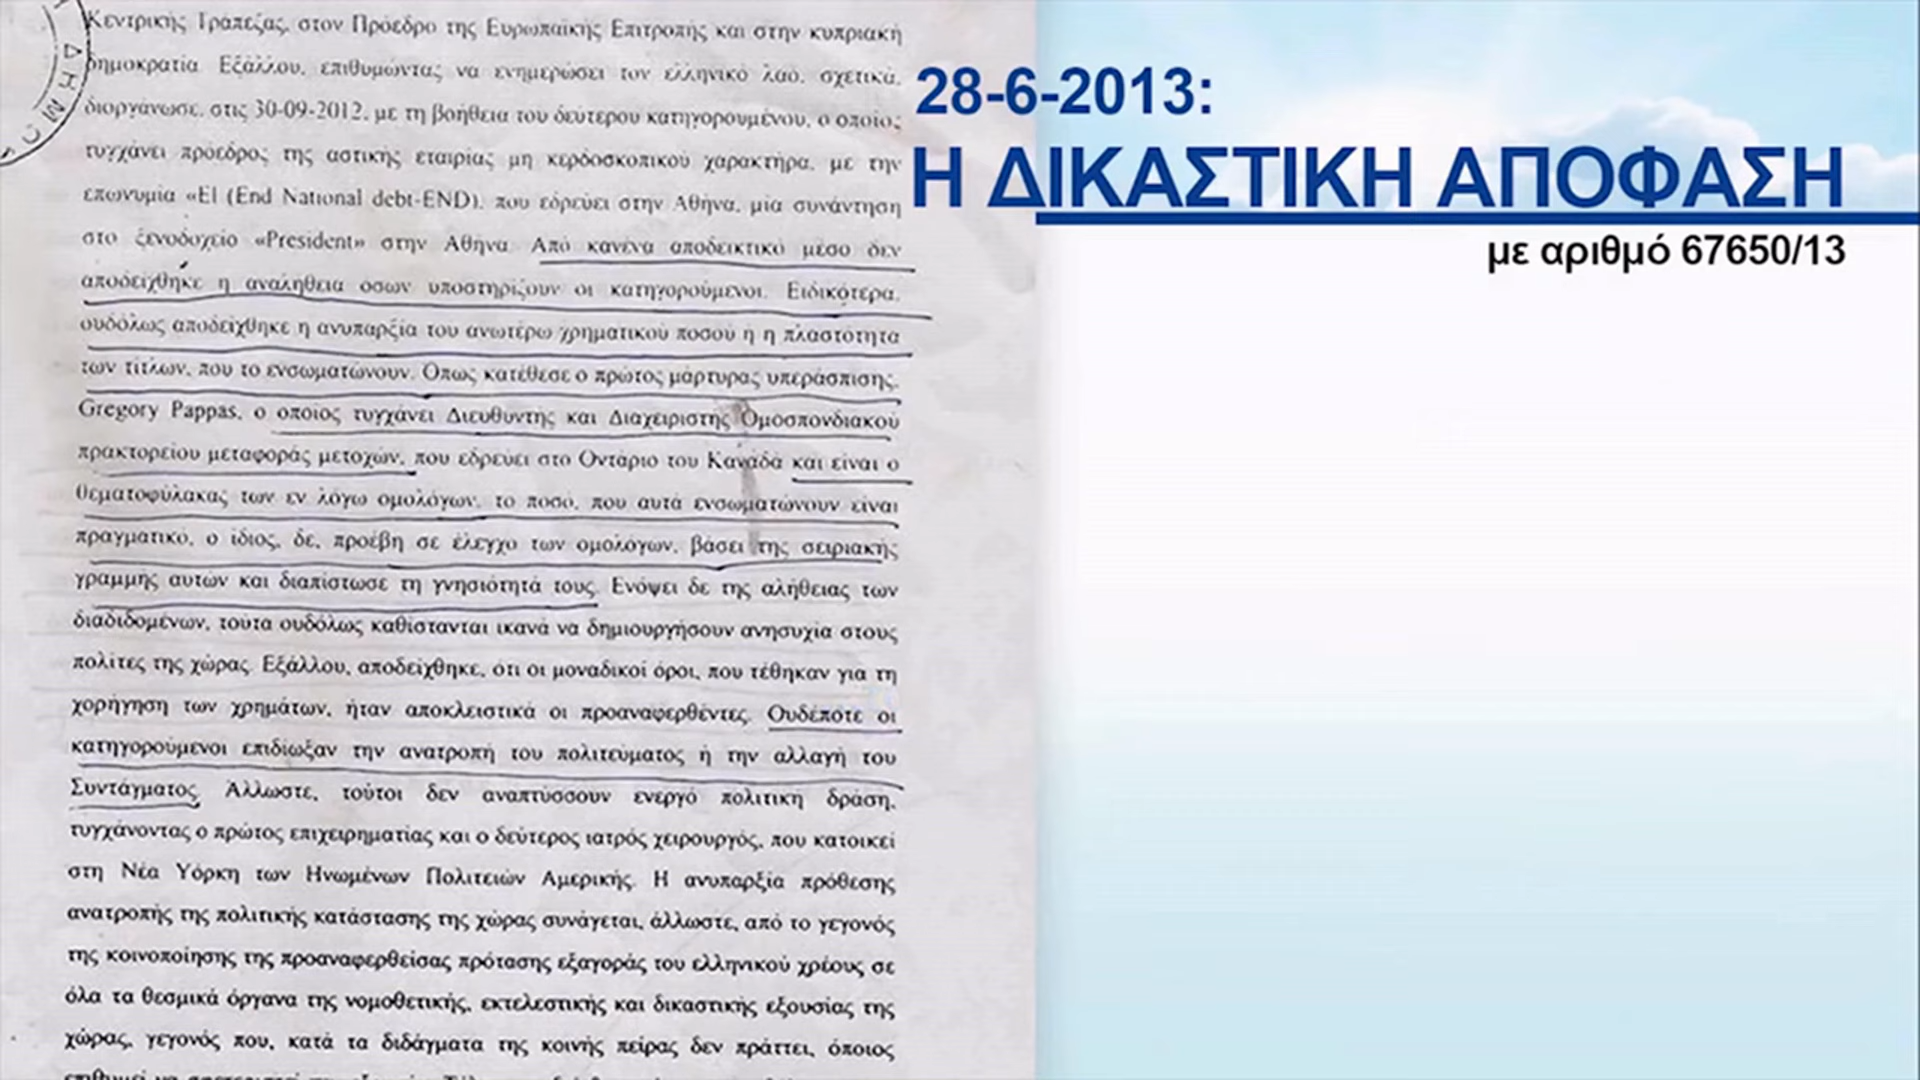 Κεντρικής Τράπεζας, στον Πρόεδρο της Ευρωπαϊκής Επιτροπής και στην κυπριακή
δημοκρατία. Εξάλλου, επιθυμώντας να ενημερώσει τον ελληνικό λαό, σχετικά,
διοργάνωσε, στις 30-09-2012, με τη βοήθεια του δεύτερου κατηγορουμένου, ο οποίος
τυγχάνει πρόεδρος της αστικής εταιρίας μη κερδοσκοπικού χαρακτήρα, με την
επωνυμία «ΕΙ (End National debt-END), που εδρεύει στην Αθήνα, μία συνάντηση
στο ξενοδοχείο «President» στην Αθήνα. Από κανένα αποδεικτικό μέσο δεν
αποδείχθηκε η αναλήθεια όσων υποστηρίζουν οι κατηγορούμενοι. Ειδικότερα,
ουδόλως αποδείχθηκε η ανυπαρξία του ανωτέρω χρηματικού ποσού ή η πλαστότητα
των τίτλων, που το ενσωματώνουν. Όπως κατέθεσε ο πρώτος μάρτυρας υπεράσπισης,
Gregory Pappas, ο οποίος τυγχάνει Διευθυντής και Διαχειριστής Ομοσπονδιακού
πρακτορείου μεταφοράς μετοχών, που εδρεύει στο Οντάριο του Καναδά και είναι ο
θεματοφύλακας των εν λόγω ομολόγων, το ποσό, που αυτά ενσωματώνουν είναι
πραγματικό, ο ίδιος, δε, προέβη σε έλεγχο των ομολόγων, βάσει της σειριακής
γραμμής αυτών και διαπίστωσε τη γνησιότητά τους. Ενόψει δε της αλήθειας των
διαδιδομένων, τούτα ουδόλως καθίστανται ικανά να δημιουργήσουν ανησυχία στους
πολίτες της χώρας. Εξάλλου, αποδείχθηκε, ότι οι μοναδικοί όροι, που τέθηκαν για τη
χορήγηση των χρημάτων, ήταν αποκλειστικά οι προαναφερθέντες. Ουδέποτε οι
κατηγορούμενοι επιδίωξαν την ανατροπή του πολιτεύματος ή την αλλαγή του
Συντάγματος. Άλλωστε, τούτοι δεν αναπτύσσουν ενεργό πολιτική δράση,
τυγχάνοντας ο πρώτος επιχειρηματίας και ο δεύτερος ιατρός χειρουργός, που κατοικεί
στη Νέα Υόρκη των Ηνωμένων Πολιτειών Αμερικής. Η ανυπαρξία πρόθεσης
ανατροπής της πολιτικής κατάστασης της χώρας συνάγεται, άλλωστε, από το γεγονός
της κοινοποίησης της προαναφερθείσας πρότασης εξαγοράς του ελληνικού χρέους σε
όλα τα θεσμικά όργανα της νομοθετικής, εκτελεστικής και δικαστικής εξουσίας της
χώρας, γεγονός που, κατά τα διδάγματα της κοινής πείρας δεν πράττει, όποιος
28-6-2013:
Η ΔΙΚΑΣΤΙΚΗ ΑΠΟΦΑΣΗ
με αριθμό 67650/13